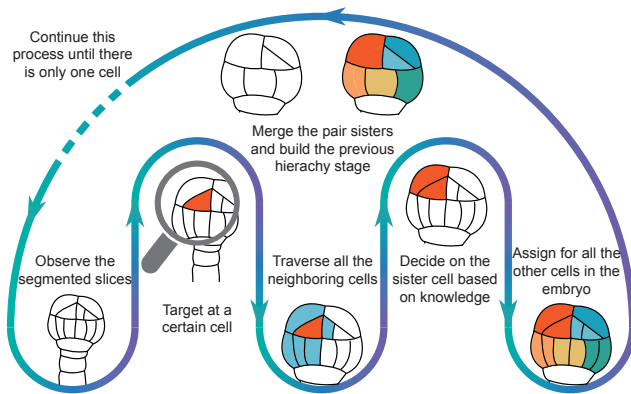 Continue this
process until there
is only one cell
Merge the pair sisters
and build the previous
hierachy stage
Observe the
segmented slices
Target at a
certain cell
Traverse all the
neighboring cells
Decide on the
sister cell based
on knowledge
Assign for all the
other cells in the
embryo